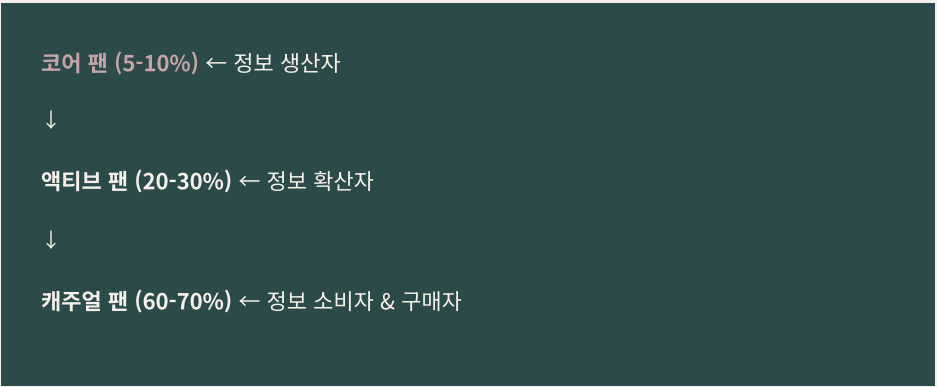 코어 팬 (5-10%) ← 정보 생산자
↓
액티브 팬 (20-30%) ← 정보 확산자
↓
캐주얼 팬 (60-70%) ← 정보 소비자 & 구매자